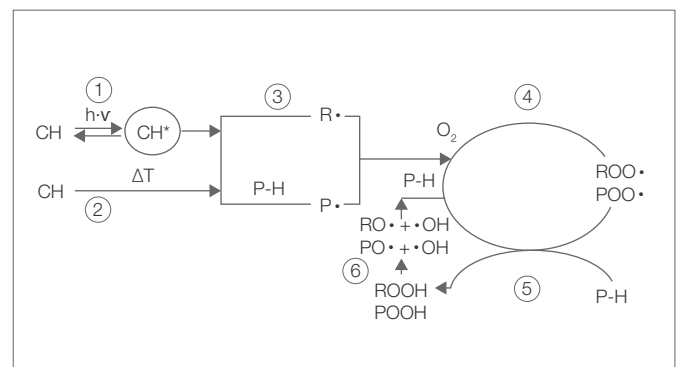 ① ③ ④
h·v
CH CH* R•
O₂
ΔT P-H ROO•
CH P-H POO•
② P•
RO• + •OH
PO• + •OH
⑥ ⑤
ROOH P-H
POOH